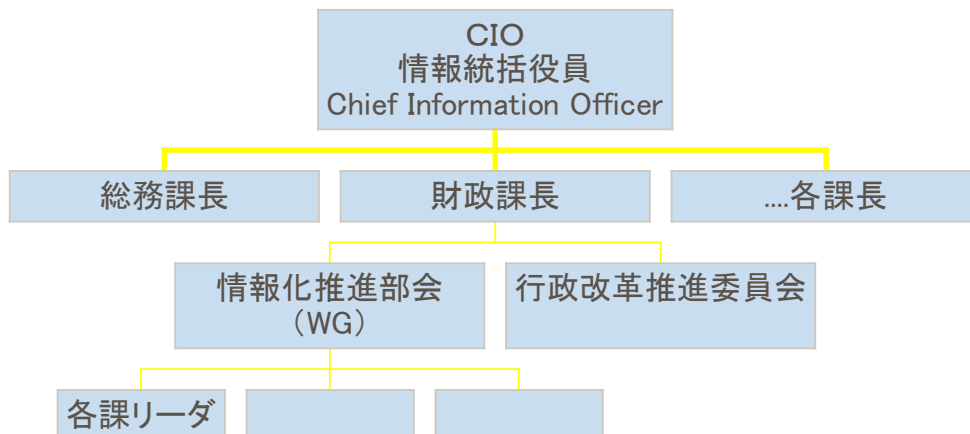 CIO
情報統括役員
Chief Information Officer
総務課長
財政課長
....各課長
情報化推進部会
（WG）
行政改革推進委員会
各課リーダ